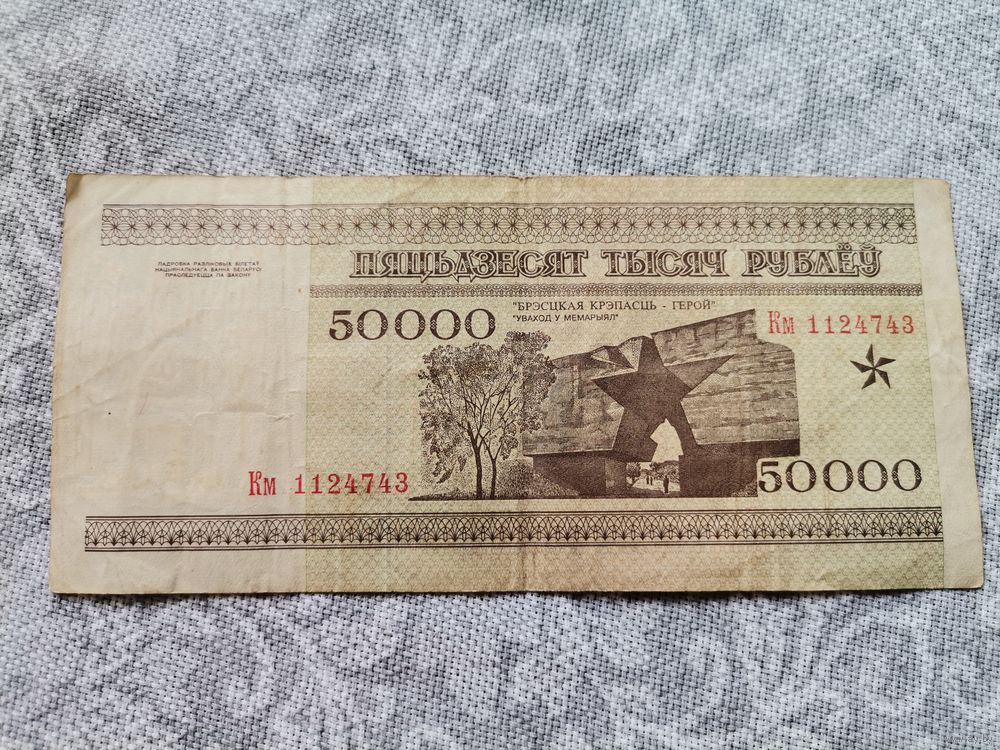 ПАДРОБКА РАЗЛІКОВЫХ БІЛЕТАЎ
НАЦЫЯНАЛЬНАГА БАНКА БЕЛАРУСІ
ПРАСЛЕДУЕЦЦА ПА ЗАКОНУ
ПЯЦЬДЗЕСЯТ ТЫСЯЧ РУБЛЁЎ
"БРЭСЦКАЯ КРЭПАСЦЬ - ГЕРОЙ"
"УВАХОД У МЕМАРЫЯЛ"
50000
Км 1124743
Км 1124743
50000